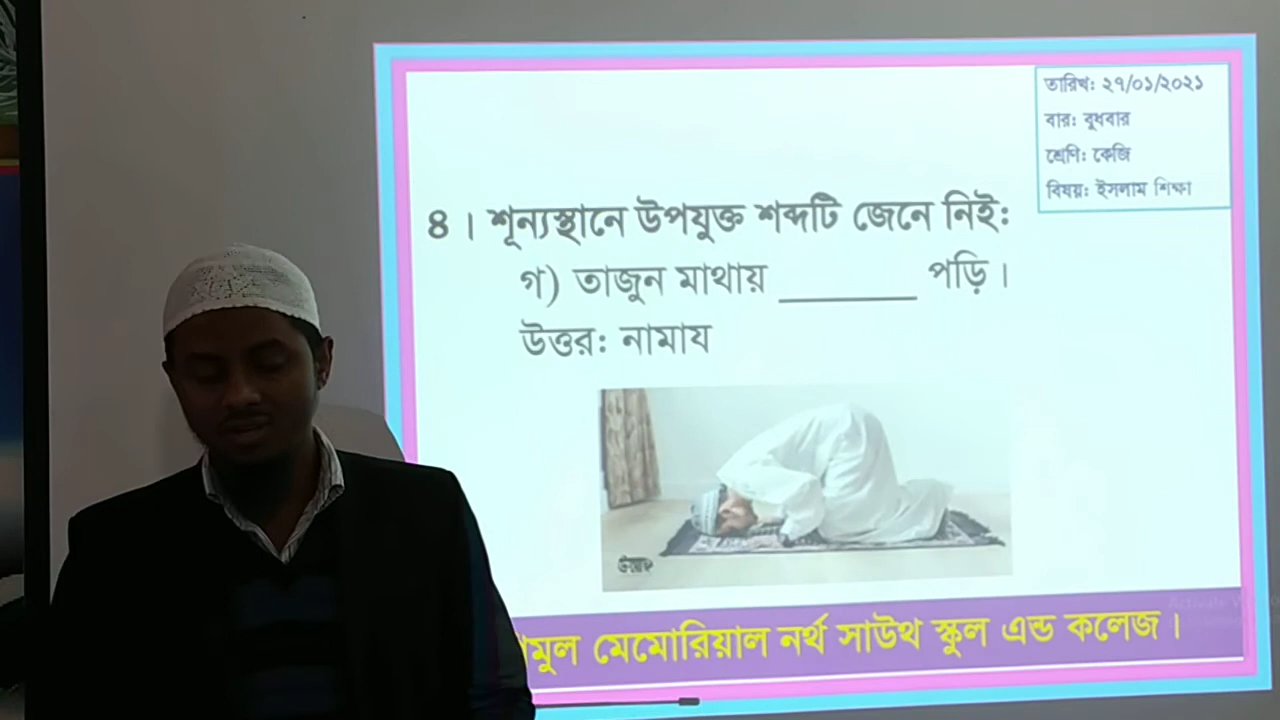 তারিখ: ২৭/০১/২০২১
বার: বুধবার
শ্রেণি: কেজি
বিষয়: ইসলাম শিক্ষা
৪। শূন্যস্থানে উপযুক্ত শব্দটি জেনে নিই:
গ) তাজুন মাথায় ______ পড়ি।
উত্তর: নামায
মেমোরিয়াল নর্থ সাউথ স্কুল এন্ড কলেজ।